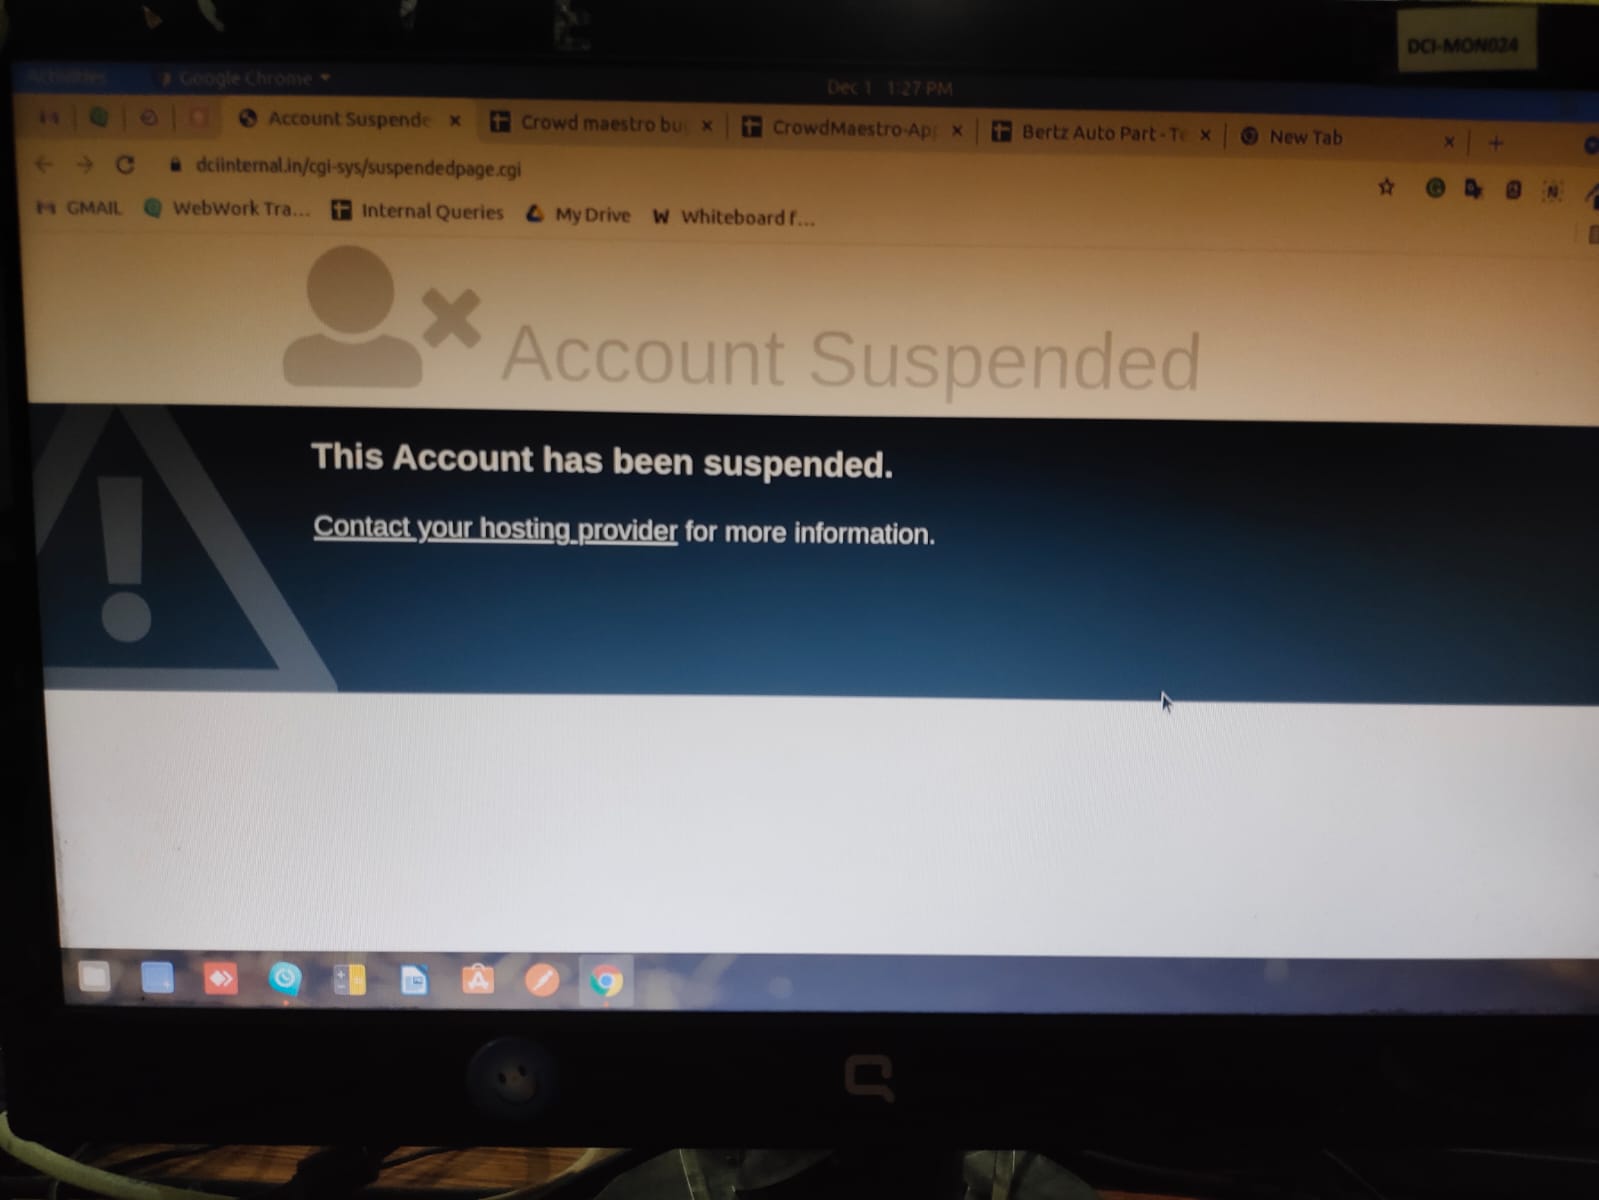 DCI-MON024
Activities Google Chrome
Dec 1 1:27 PM
Account Suspende
Crowd maestro bu
CrowdMaestro-Ap
Bertz Auto Part - Te
New Tab
dciinternal.in/cgi-sys/suspendedpage.cgi
GMAIL
WebWork Tra...
Internal Queries
My Drive
W Whiteboard f...
Account Suspended
This Account has been suspended.
Contact your hosting provider for more information.